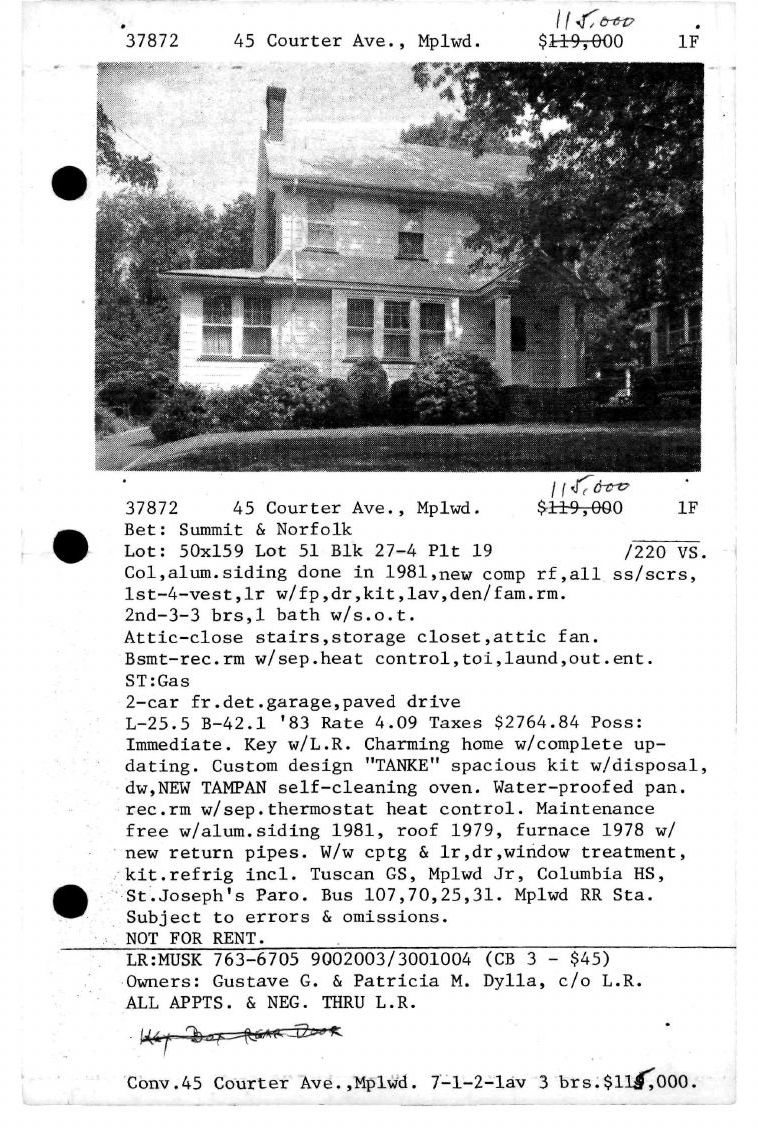 115,000
37872 45 Courter Ave., Mplwd. $119,000 1F
115,000
37872 45 Courter Ave., Mplwd. $119,000 1F
Bet: Summit & Norfolk
Lot: 50x159 Lot 51 Blk 27-4 Plt 19 /220 VS.
Col,alum.siding done in 1981,new comp rf,all ss/scrs,
1st-4-vest,lr w/fp,dr,kit,lav,den/fam.rm.
2nd-3-3 brs,1 bath w/s.o.t.
Attic-close stairs,storage closet,attic fan.
Bsmt-rec.rm w/sep.heat control,toi,laund,out.ent.
ST:Gas
2-car fr.det.garage,paved drive
L-25.5 B-42.1 '83 Rate 4.09 Taxes $2764.84 Poss:
Immediate. Key w/L.R. Charming home w/complete up-
dating. Custom design "TANKE" spacious kit w/disposal,
dw,NEW TAMPAN self-cleaning oven. Water-proofed pan.
rec.rm w/sep.thermostat heat control. Maintenance
free w/alum.siding 1981, roof 1979, furnace 1978 w/
new return pipes. W/w cptg & lr,dr,window treatment,
kit.refrig incl. Tuscan GS, Mplwd Jr, Columbia HS,
St.Joseph's Paro. Bus 107,70,25,31. Mplwd RR Sta.
Subject to errors & omissions.
NOT FOR RENT.
LR:MUSK 763-6705 9002003/3001004 (CB 3 - $45)
Owners: Gustave G. & Patricia M. Dylla, c/o L.R.
ALL APPTS. & NEG. THRU L.R.
Key Box REAR DOOR
Conv.45 Courter Ave.,Mplwd. 7-1-2-1av 3 brs.$115,000.